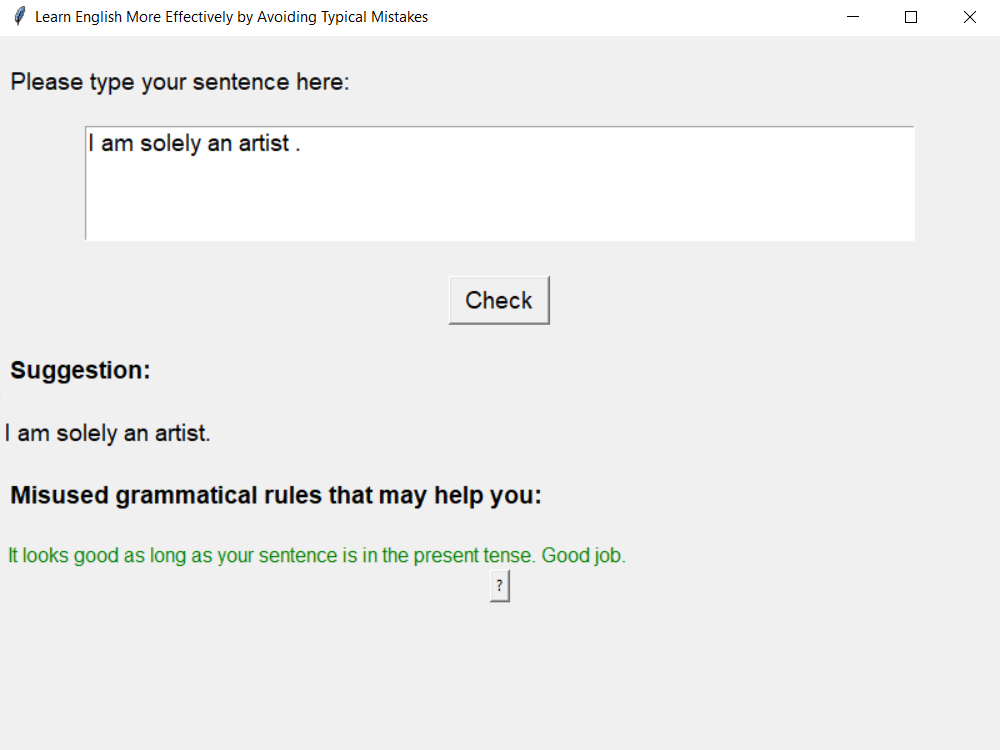 Learn English More Effectively by Avoiding Typical Mistakes
Please type your sentence here:
I am solely an artist .
Check
Suggestion:
I am solely an artist.
Misused grammatical rules that may help you:
It looks good as long as your sentence is in the present tense. Good job.
?